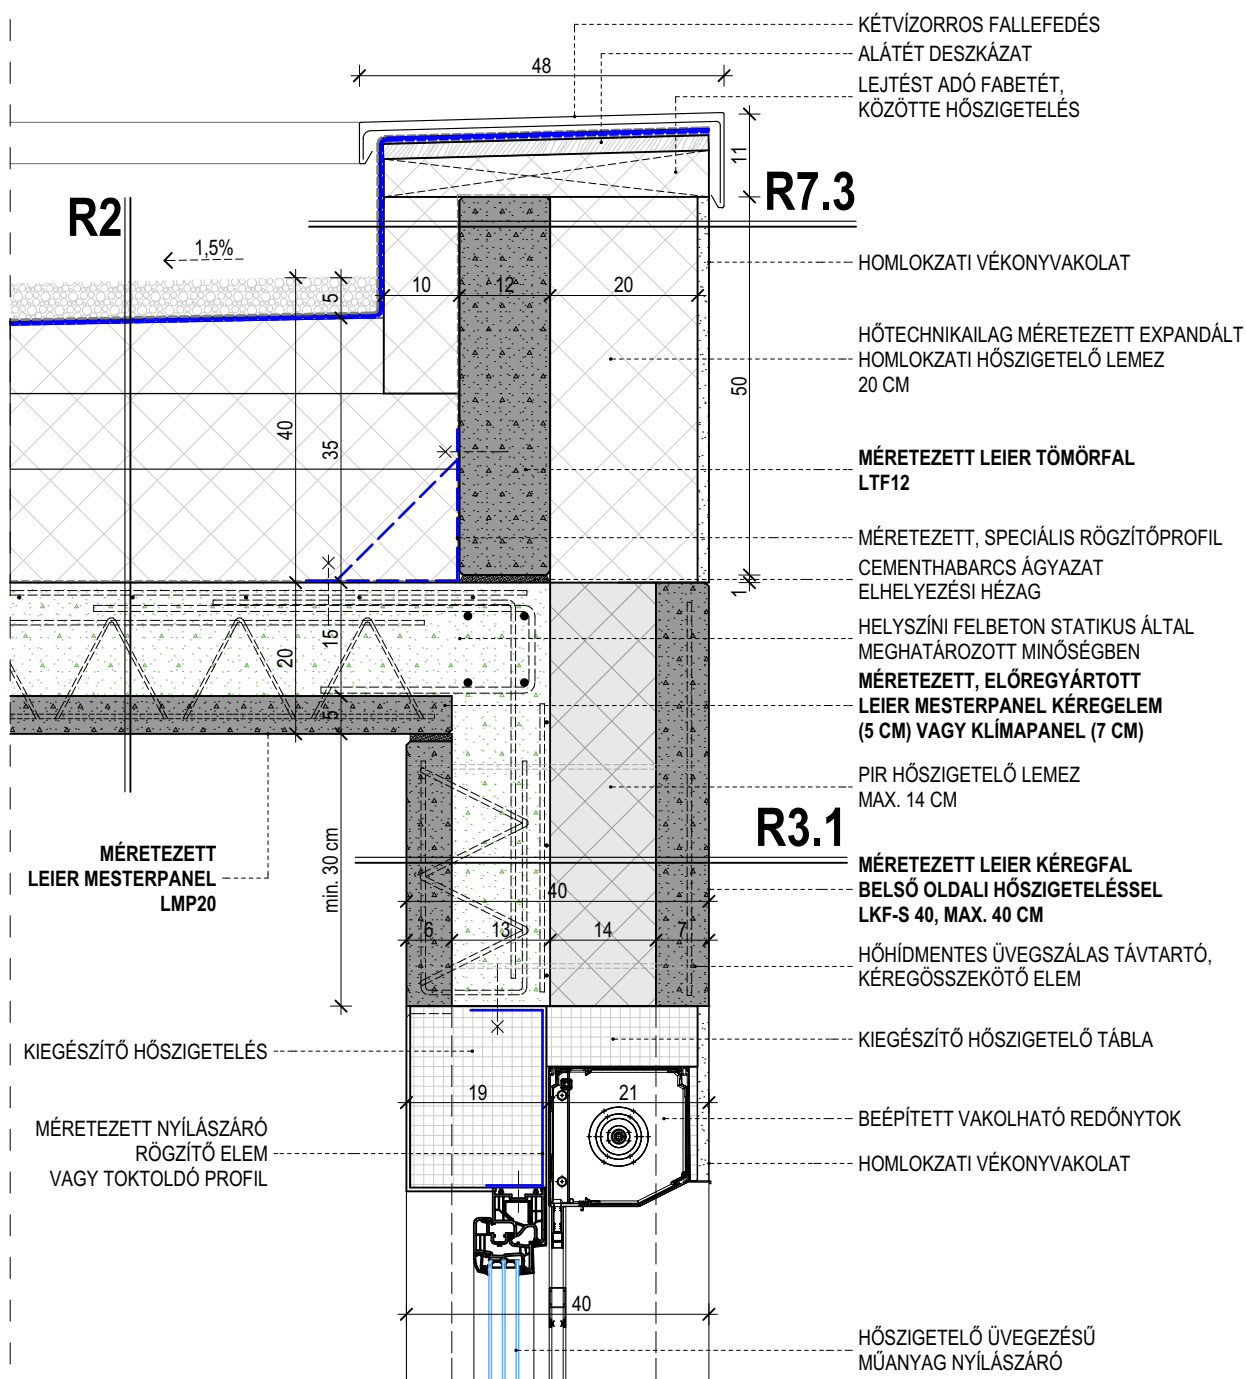 KÉTVÍZORROS FALLEFEDÉS
ALÁTÉT DESZKÁZAT
48
LEJTÉST ADÓ FABETÉT,
KÖZÖTTE HŐSZIGETELÉS
11
R7.3
R2
1,5%
HOMLOKZATI VÉKONYVAKOLAT
5
10
12
20
HŐTECHNIKAILAG MÉRETEZETT EXPANDÁLT
HOMLOKZATI HŐSZIGETELŐ LEMEZ
20 CM
50
40
35
MÉRETEZETT LEIER TÖMÖRFAL
LTF12
MÉRETEZETT, SPECIÁLIS RÖGZÍTŐPROFIL
CEMENTHABARCS ÁGYAZAT
ELHELYEZÉSI HÉZAG
1
HELYSZÍNI FELBETON STATIKUS ÁLTAL
MEGHATÁROZOTT MINŐSÉGBEN
15
20
MÉRETEZETT, ELŐREGYÁRTOTT
LEIER MESTERPANEL KÉREGELEM
(5 CM) VAGY KLÍMAPANEL (7 CM)
5
PIR HŐSZIGETELŐ LEMEZ
MAX. 14 CM
R3.1
MÉRETEZETT
LEIER MESTERPANEL
LMP20
min. 30 cm
MÉRETEZETT LEIER KÉREGFAL
BELSŐ OLDALI HŐSZIGETELÉSSEL
LKF-S 40, MAX. 40 CM
40
6
13
14
7
HŐHÍDMENTES ÜVEGSZÁLAS TÁVTARTÓ,
KÉREGÖSSZEKÖTŐ ELEM
KIEGÉSZÍTŐ HŐSZIGETELÉS
KIEGÉSZÍTŐ HŐSZIGETELŐ TÁBLA
19
21
MÉRETEZETT NYÍLÁSZÁRÓ
RÖGZÍTŐ ELEM
VAGY TOKTOLDÓ PROFIL
BEÉPÍTETT VAKOLHATÓ REDŐNYTOK
HOMLOKZATI VÉKONYVAKOLAT
40
HŐSZIGETELŐ ÜVEGEZÉSŰ
MŰANYAG NYÍLÁSZÁRÓ